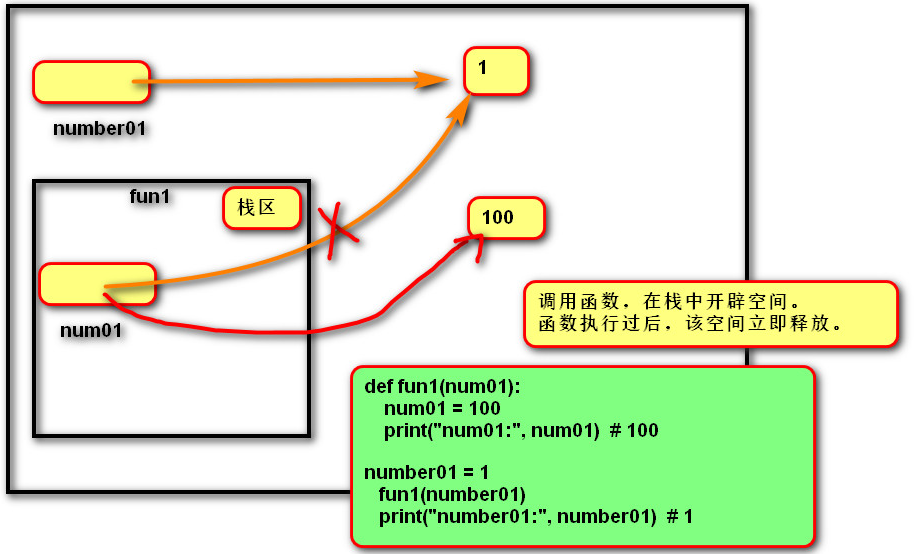 1
number01
fun1
栈区
100
num01
调用函数，在栈中开辟空间。
函数执行过后，该空间立即释放。
def fun1(num01):
    num01 = 100
    print("num01:", num01)  # 100
number01 = 1
   fun1(number01)
   print("number01:", number01)  # 1